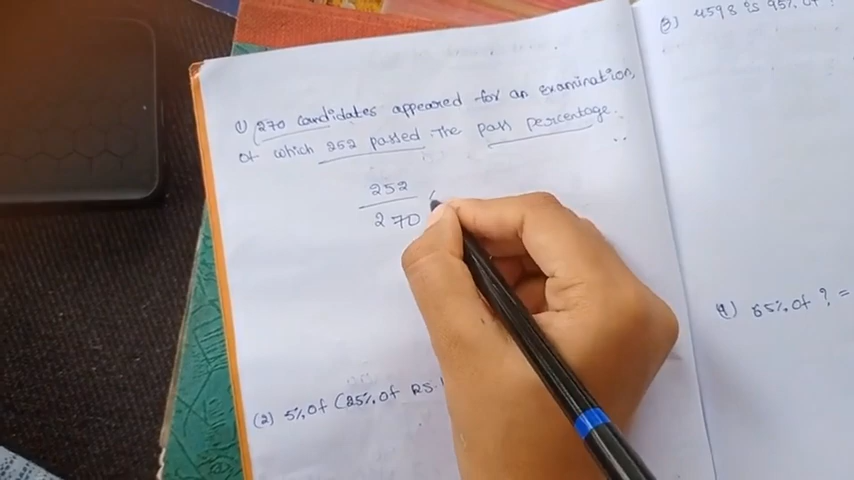 (1) 270 candidates appeared for an examination,
of which 252 passed The pass percentage.
252
270
(2) 5% of (25% of RS.
(3) 4598 is 95% of ?
(4) 65% of ? =